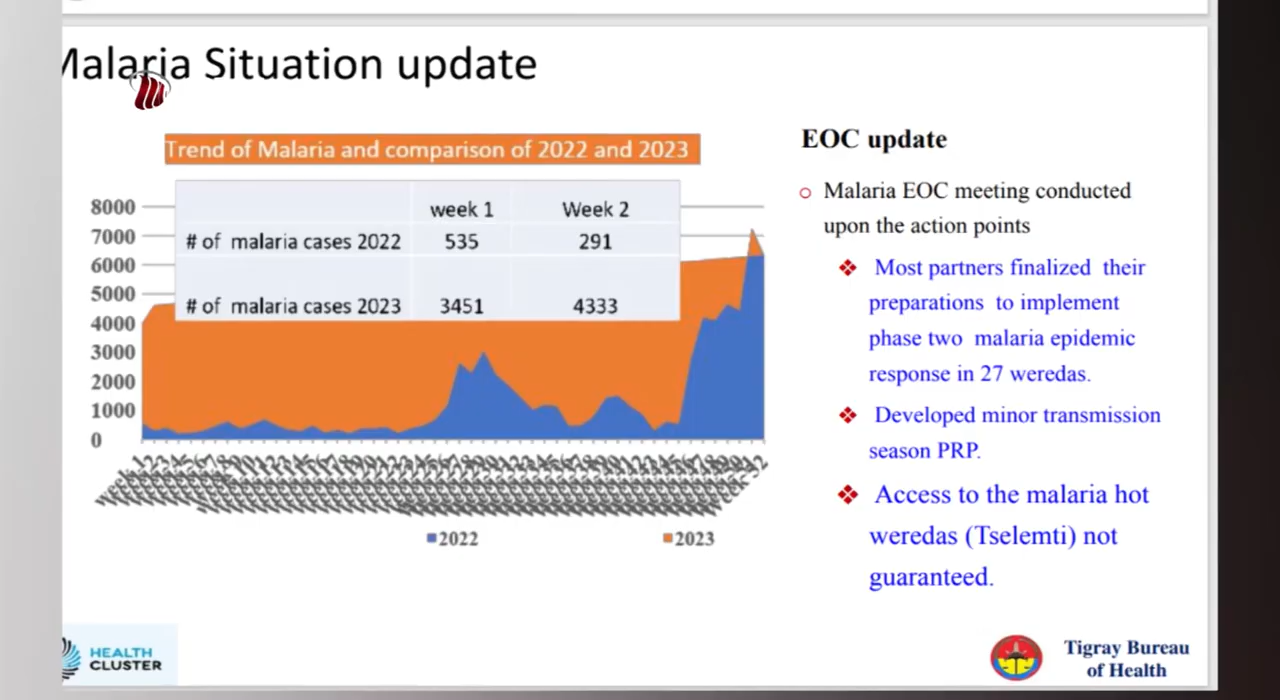 Malaria Situation update
Trend of Malaria and comparison of 2022 and 2023
week 1 Week 2
# of malaria cases 2022 535 291
# of malaria cases 2023 3451 4333
8000
7000
6000
5000
4000
3000
2000
1000
0
2022 2023
EOC update
Malaria EOC meeting conducted
upon the action points
Most partners finalized their
preparations to implement
phase two malaria epidemic
response in 27 weredas.
Developed minor transmission
season PRP.
Access to the malaria hot
weredas (Tselemti) not
guaranteed.
HEALTH
CLUSTER
Tigray Bureau
of Health